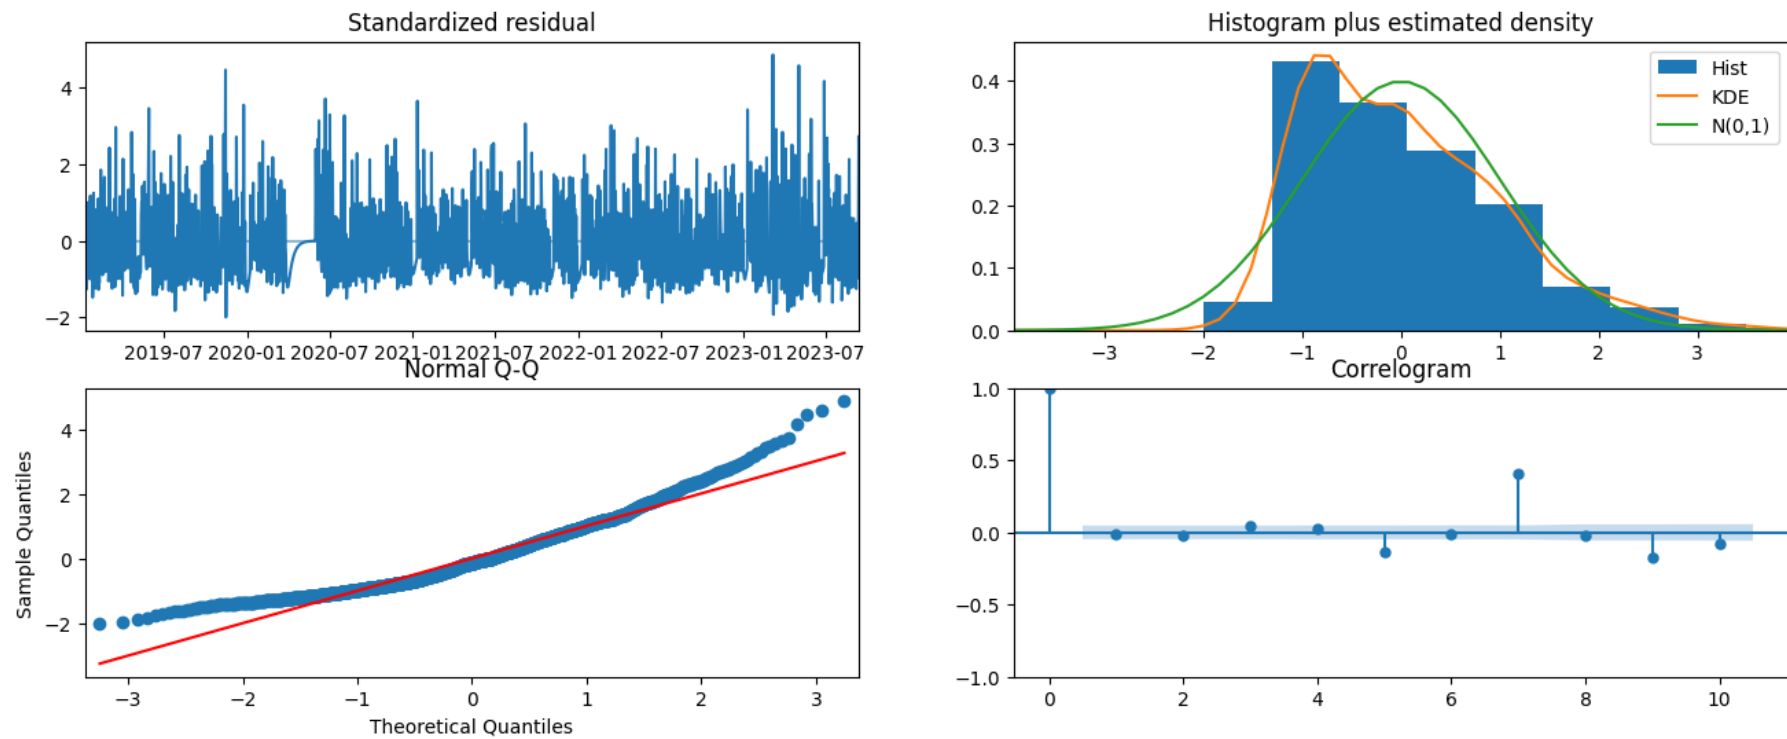 Standardized residual
4
2
0
−2
2019-07 2020-01 2020-07 2021-01 2021-07 2022-01 2022-07 2023-01 2023-07
Histogram plus estimated density
Hist
KDE
N(0,1)
0.4
0.3
0.2
0.1
0.0
−3 −2 −1 0 1 2 3
Normal Q-Q
Sample Quantiles
4
2
0
−2
−3 −2 −1 0 1 2 3
Theoretical Quantiles
Correlogram
1.0
0.5
0.0
−0.5
−1.0
0 2 4 6 8 10